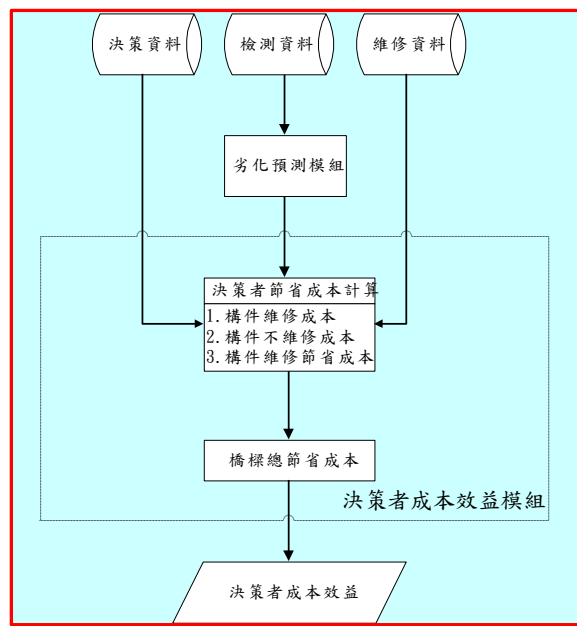 決策資料
檢測資料
維修資料
劣化預測模組
決策者節省成本計算
1.構件維修成本
2.構件不維修成本
3.構件維修節省成本
橋樑總節省成本
決策者成本效益模組
決策者成本效益